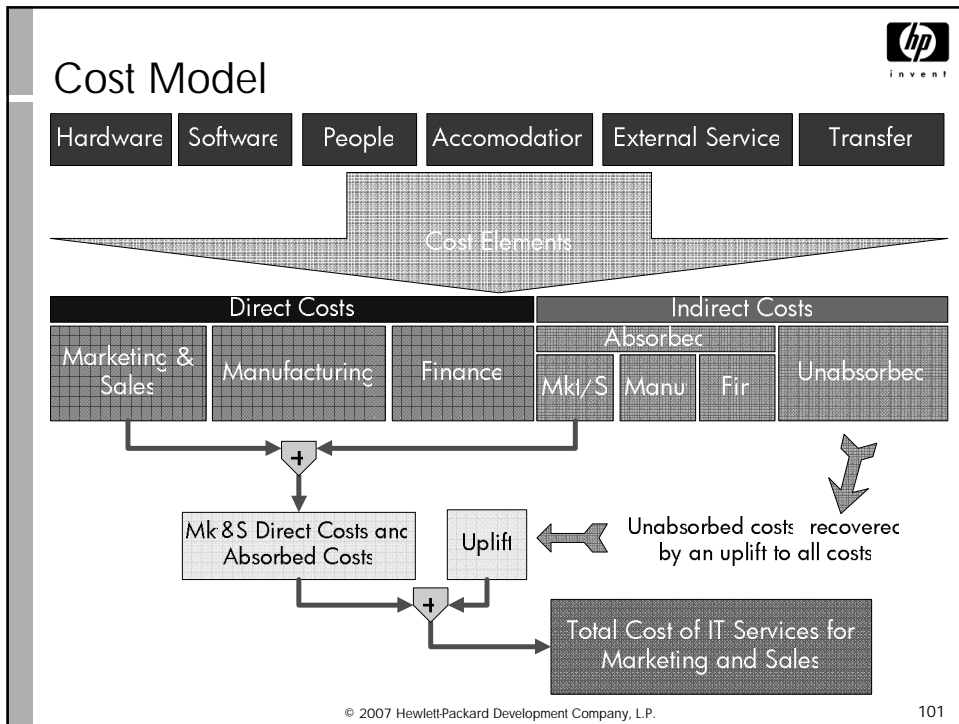 hp
invent
Cost Model
Hardware Software People Accomodation External Service Transfer
Cost Elements
Direct Costs Indirect Costs
Absorbed
Marketing &
Sales
Manufacturing Finance
Mkt/S Manu Fin
Unabsorbed
+
Mk&S Direct Costs and
Absorbed Costs
Uplift
Unabsorbed costs recovered
by an uplift to all costs
+
Total Cost of IT Services for
Marketing and Sales
© 2007 Hewlett-Packard Development Company, L.P. 101